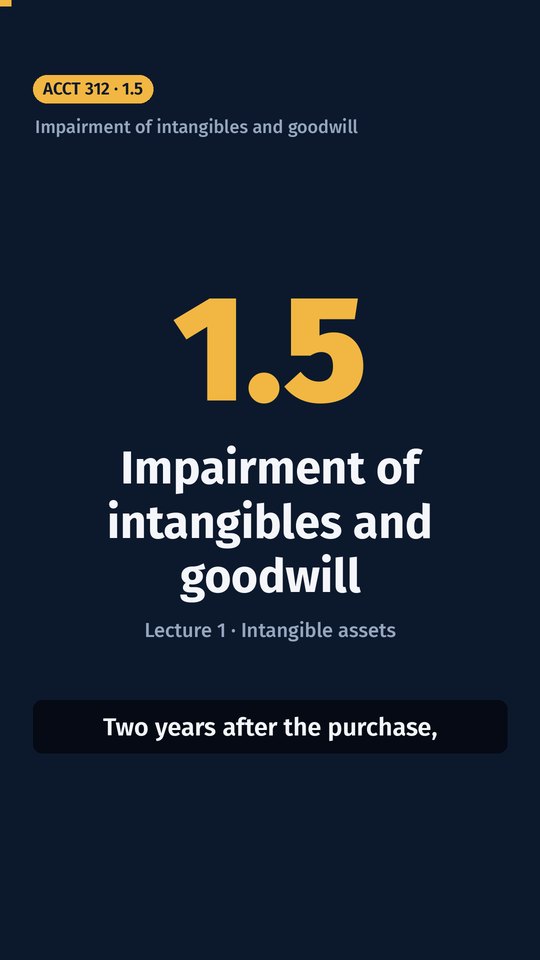 ACCT 312 · 1.5
Impairment of intangibles and goodwill
1.5
Impairment of
intangibles and
goodwill
Lecture 1 · Intangible assets
Two years after the purchase,